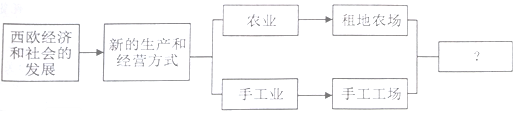 西欧经济
和社会的
发展
新的生产和
经营方式
农业
租地农场
手工业
手工工场
?